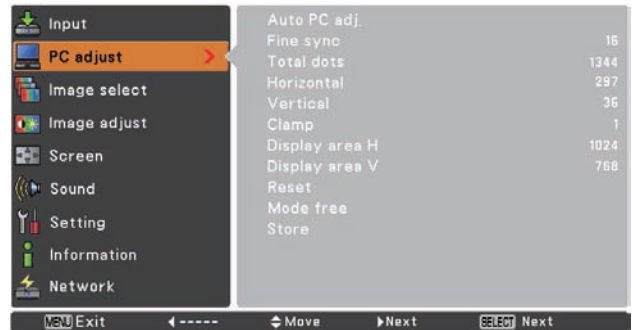 Input
PC adjust
Image select
Image adjust
Screen
Sound
Setting
Information
Network
Auto PC adj.
Fine sync 16
Total dots 1344
Horizontal 297
Vertical 36
Clamp 1
Display area H 1024
Display area V 768
Reset
Mode free
Store
MENU Exit ◀ ----- ◆ Move ▶ Next SELECT Next